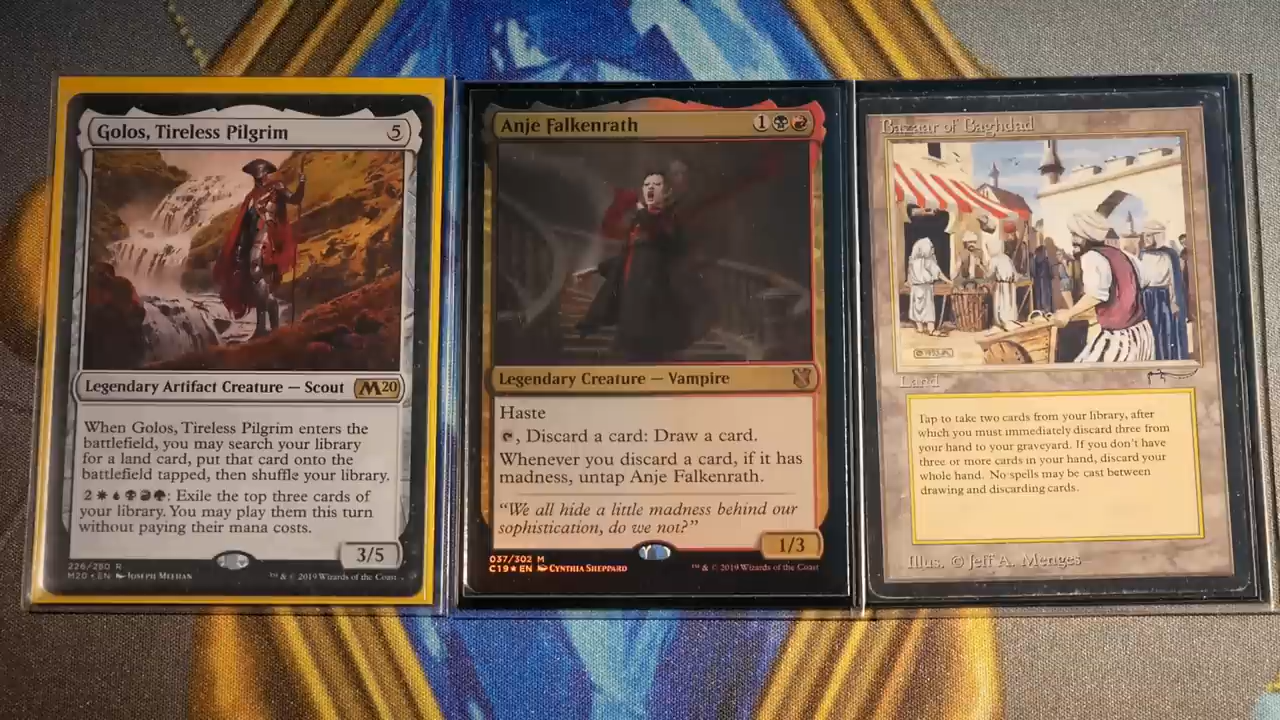 Golos, Tireless Pilgrim 5
Legendary Artifact Creature — Scout M20
When Golos, Tireless Pilgrim enters the
battlefield, you may search your library
for a land card, put that card onto the
battlefield tapped, then shuffle your library.
2: Exile the top three cards of
your library. You may play them this turn
without paying their mana costs.
3/5
226/280 R
M20 EN Joseph Meehan
™ & © 2019 Wizards of the Coast
Anje Falkenrath 1
Legendary Creature — Vampire
Haste
, Discard a card: Draw a card.
Whenever you discard a card, if it has
madness, untap Anje Falkenrath.
“We all hide a little madness behind our
sophistication, do we not?”
1/3
037/302 M
C19 ★ EN Cynthia Sheppard
™ & © 2019 Wizards of the Coast
Bazaar of Baghdad
Land
Tap to take two cards from your library, after
which you must immediately discard three from
your hand to your graveyard. If you don't have
three or more cards in your hand, discard your
whole hand. No spells may be cast between
drawing and discarding cards.
Illus. © Jeff A. Menges